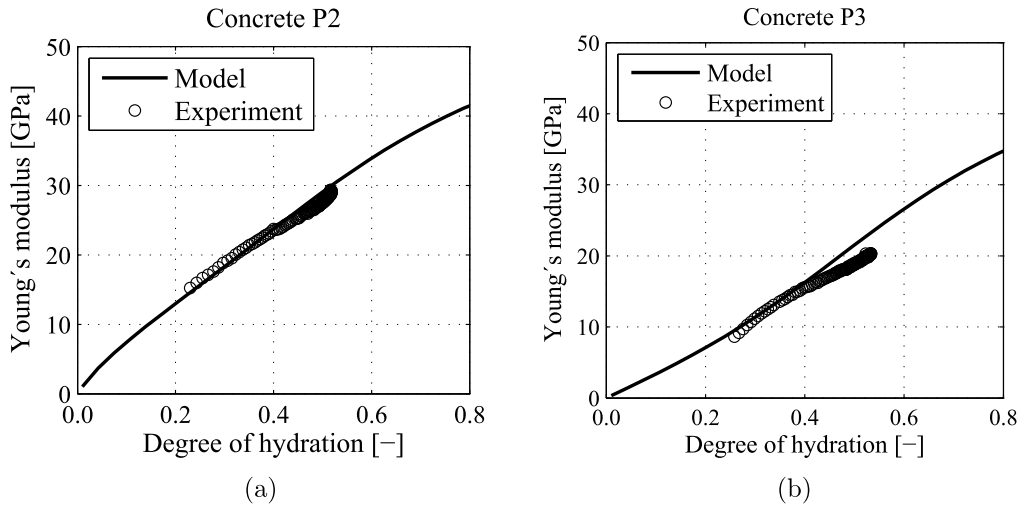 Concrete P2
50
40
30
20
10
0
0.0 0.2 0.4 0.6 0.8
Young´s modulus [GPa]
Degree of hydration [−]
Model
Experiment
(a)
Concrete P3
50
40
30
20
10
0
0.0 0.2 0.4 0.6 0.8
Young´s modulus [GPa]
Degree of hydration [−]
Model
Experiment
(b)